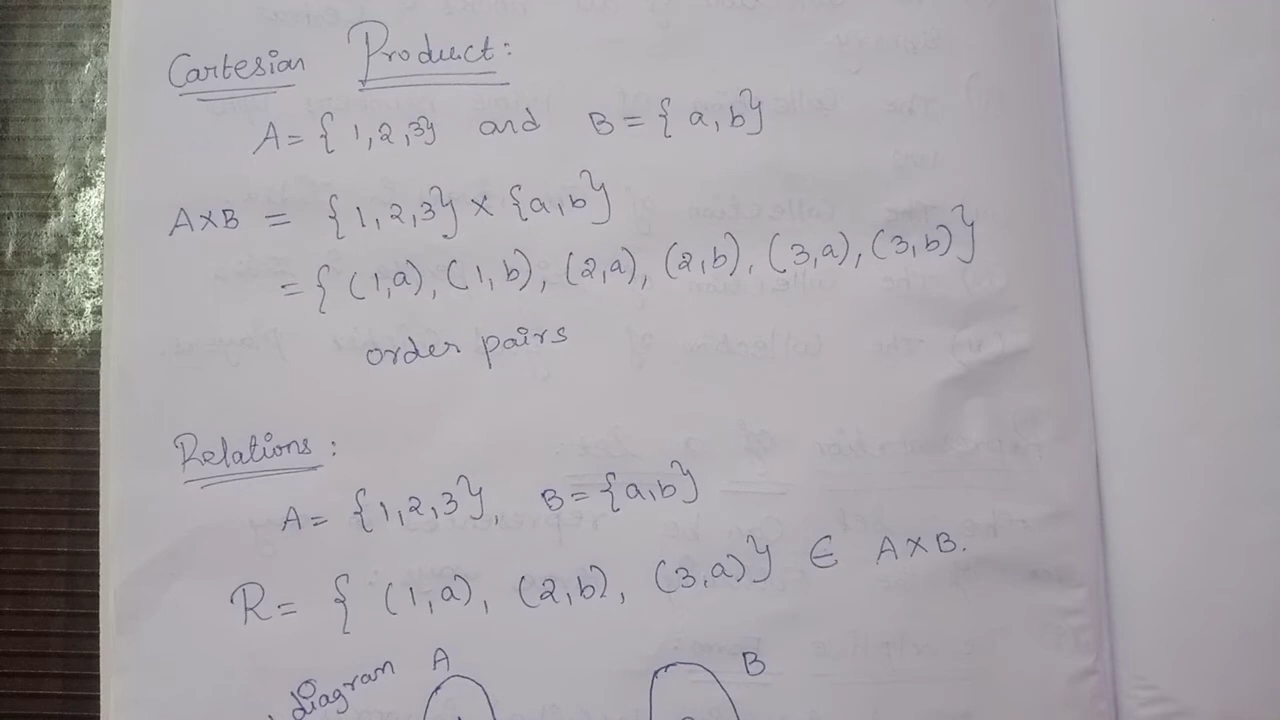 Cartesian Product:
A = { 1, 2, 3} and B = { a, b}
A×B = {1, 2, 3} × {a, b}
= { (1,a), (1, b), (2,a), (2, b), (3,a), (3, b)}
order pairs
Relations:
A = {1, 2, 3}, B = {a, b}
R = { (1,a), (2, b), (3,a)} ∈ A×B.
diagram A B